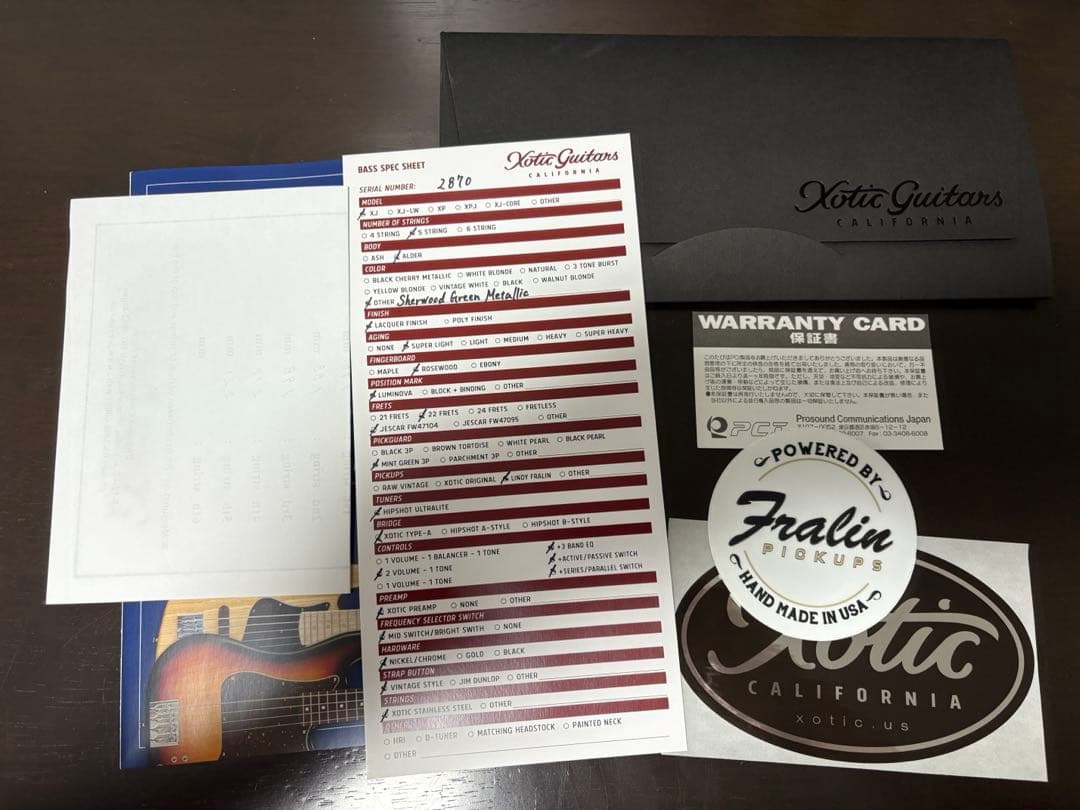 BASS SPEC SHEET
Xotic Guitars
CALIFORNIA
SERIAL NUMBER: 2870
MODEL
XJ XJ-LW XP XPJ XJ-CORE OTHER
NUMBER OF STRINGS
4 STRING 5 STRING 6 STRING
BODY
ASH ALDER
COLOR
BLACK CHERRY METALLIC WHITE BLONDE NATURAL 3 TONE BURST
YELLOW BLONDE VINTAGE WHITE BLACK WALNUT BLONDE
OTHER Sherwood Green Metallic
FINISH
LACQUER FINISH POLY FINISH
AGING
NONE SUPER LIGHT LIGHT MEDIUM HEAVY SUPER HEAVY
FINGERBOARD
MAPLE ROSEWOOD EBONY
POSITION MARK
LUMINOVA BLOCK + BINDING OTHER
FRETS
21 FRETS 22 FRETS 24 FRETS FRETLESS
JESCAR FW47104 JESCAR FW47095 OTHER
PICKGUARD
BLACK 3P BROWN TORTOISE WHITE PEARL BLACK PEARL
MINT GREEN 3P PARCHMENT 3P OTHER
PICKUPS
RAW VINTAGE XOTIC ORIGINAL LINDY FRALIN OTHER
TUNERS
HIPSHOT ULTRALITE
BRIDGE
XOTIC TYPE-A HIPSHOT A-STYLE HIPSHOT B-STYLE
CONTROLS
1 VOLUME - 1 BALANCER - 1 TONE +3 BAND EQ
2 VOLUME - 1 TONE +ACTIVE/PASSIVE SWITCH
1 VOLUME - 1 TONE +SERIES/PARALLEL SWITCH
PREAMP
XOTIC PREAMP NONE OTHER
FREQUENCY SELECTOR SWITCH
MID SWITCH/BRIGHT SWITH NONE
HARDWARE
NICKEL/CHROME GOLD BLACK
STRAP BUTTON
VINTAGE STYLE JIM DUNLOP OTHER
STRINGS
XOTIC STAINLESS STEEL OTHER
HRI D-TUNER MATCHING HEADSTOCK PAINTED NECK
OTHER
Xotic Guitars
CALIFORNIA
WARRANTY CARD
保証書
PCI
Prosound Communications Japan
Fax : 03-3408-6008
POWERED BY
Fralin
PICKUPS
HAND MADE IN USA
Xotic
CALIFORNIA
xotic.us